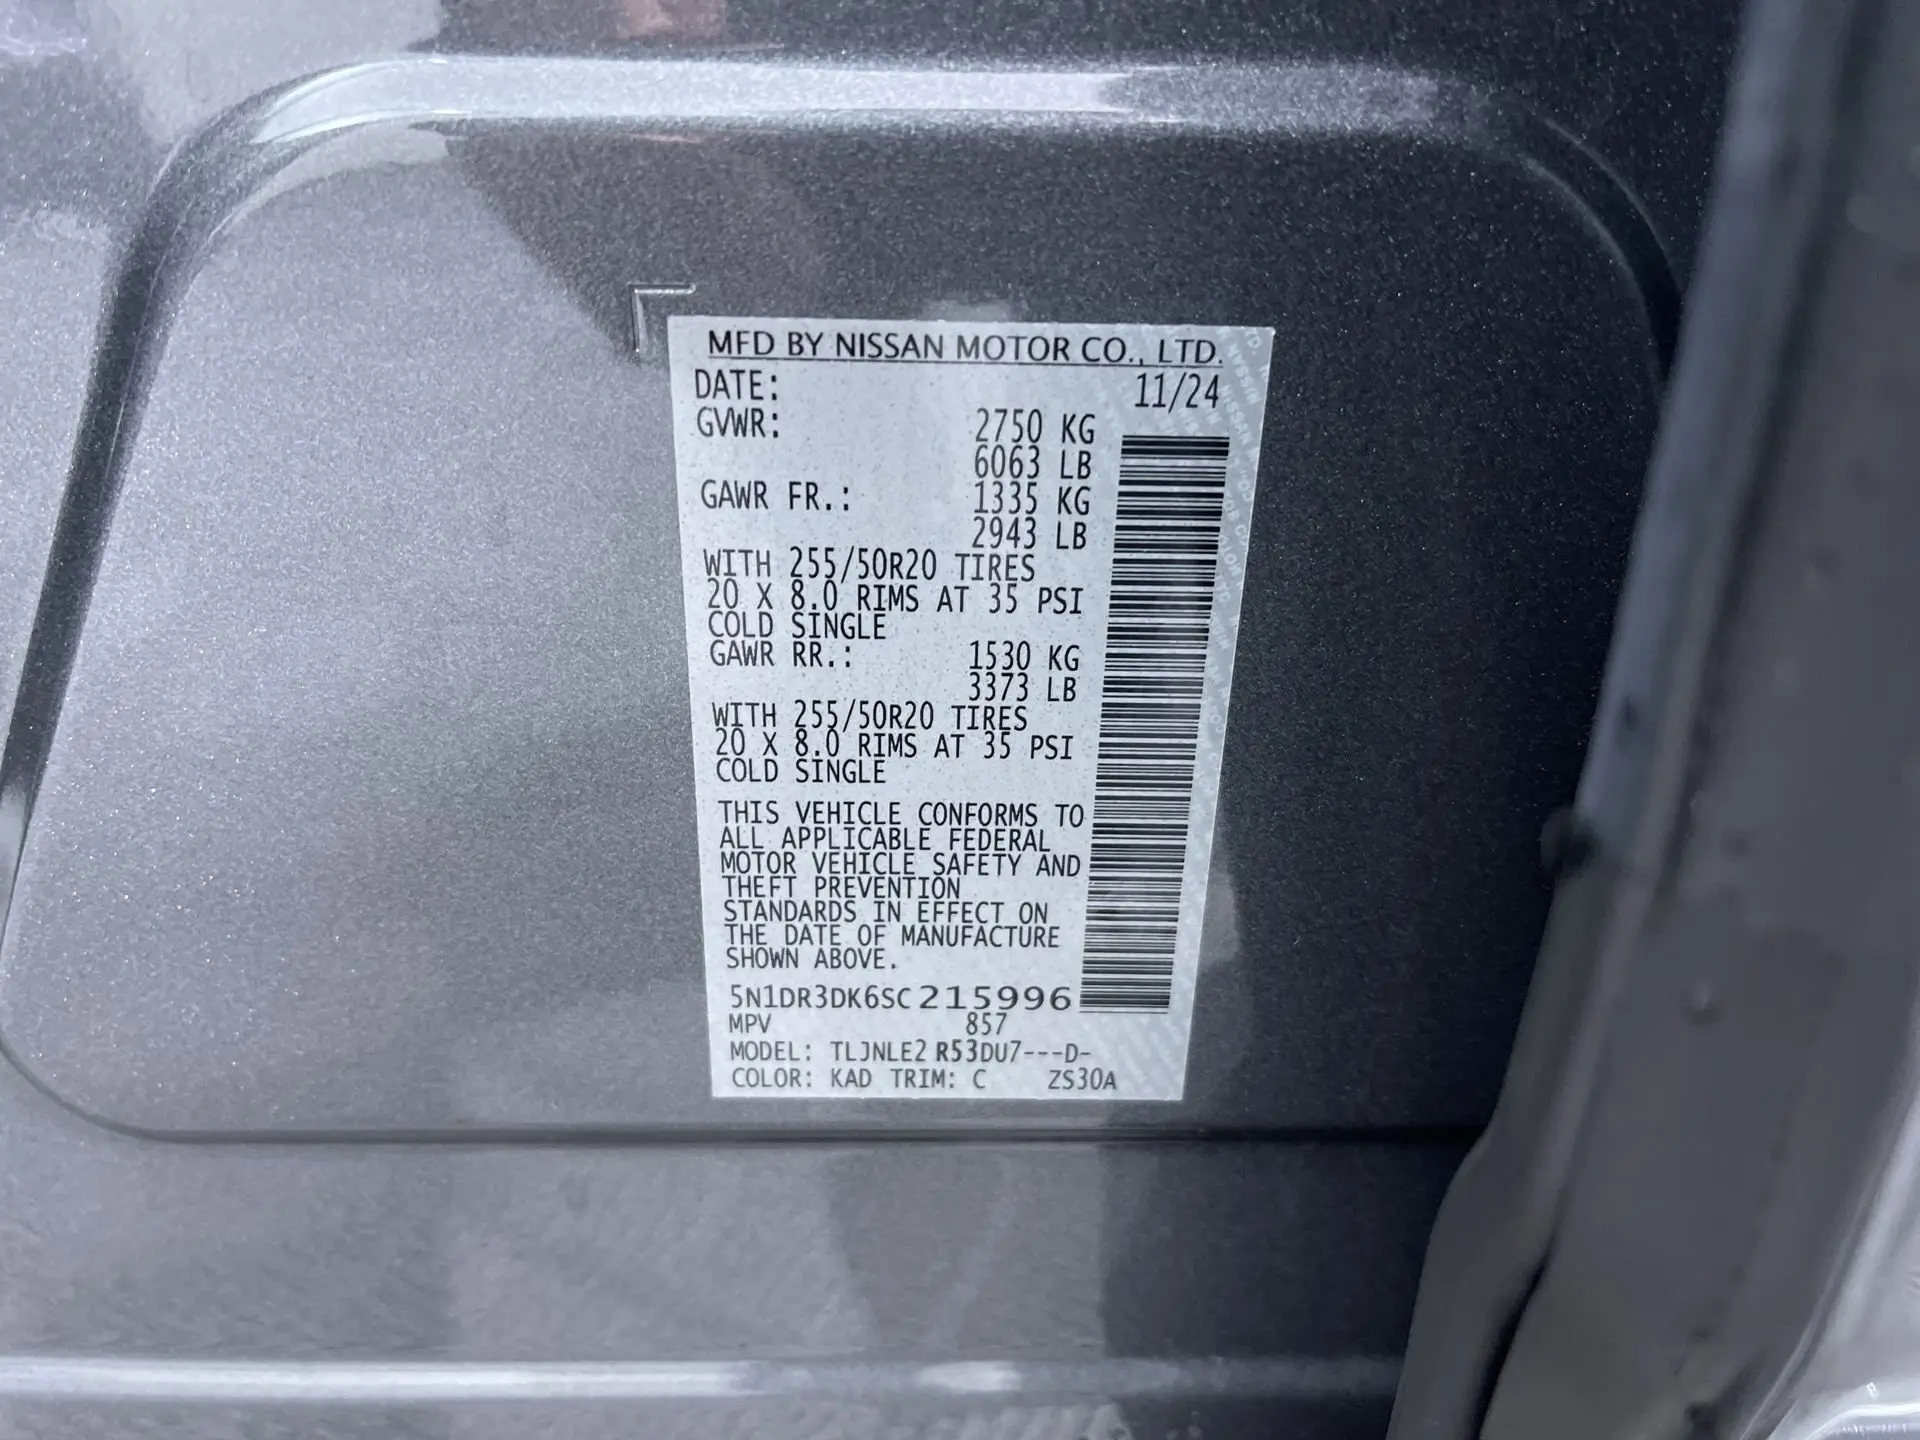 MFD BY NISSAN MOTOR CO., LTD.
DATE: 11/24
GVWR: 2750 KG
6063 LB
GAWR FR.: 1335 KG
2943 LB
WITH 255/50R20 TIRES
20 X 8.0 RIMS AT 35 PSI
COLD SINGLE
GAWR RR.: 1530 KG
3373 LB
WITH 255/50R20 TIRES
20 X 8.0 RIMS AT 35 PSI
COLD SINGLE
THIS VEHICLE CONFORMS TO
ALL APPLICABLE FEDERAL
MOTOR VEHICLE SAFETY AND
THEFT PREVENTION
STANDARDS IN EFFECT ON
THE DATE OF MANUFACTURE
SHOWN ABOVE.
5N1DR3DK6SC215996
MPV 857
MODEL: TLJNLE2 R53DU7---D-
COLOR: KAD TRIM: C ZS30A